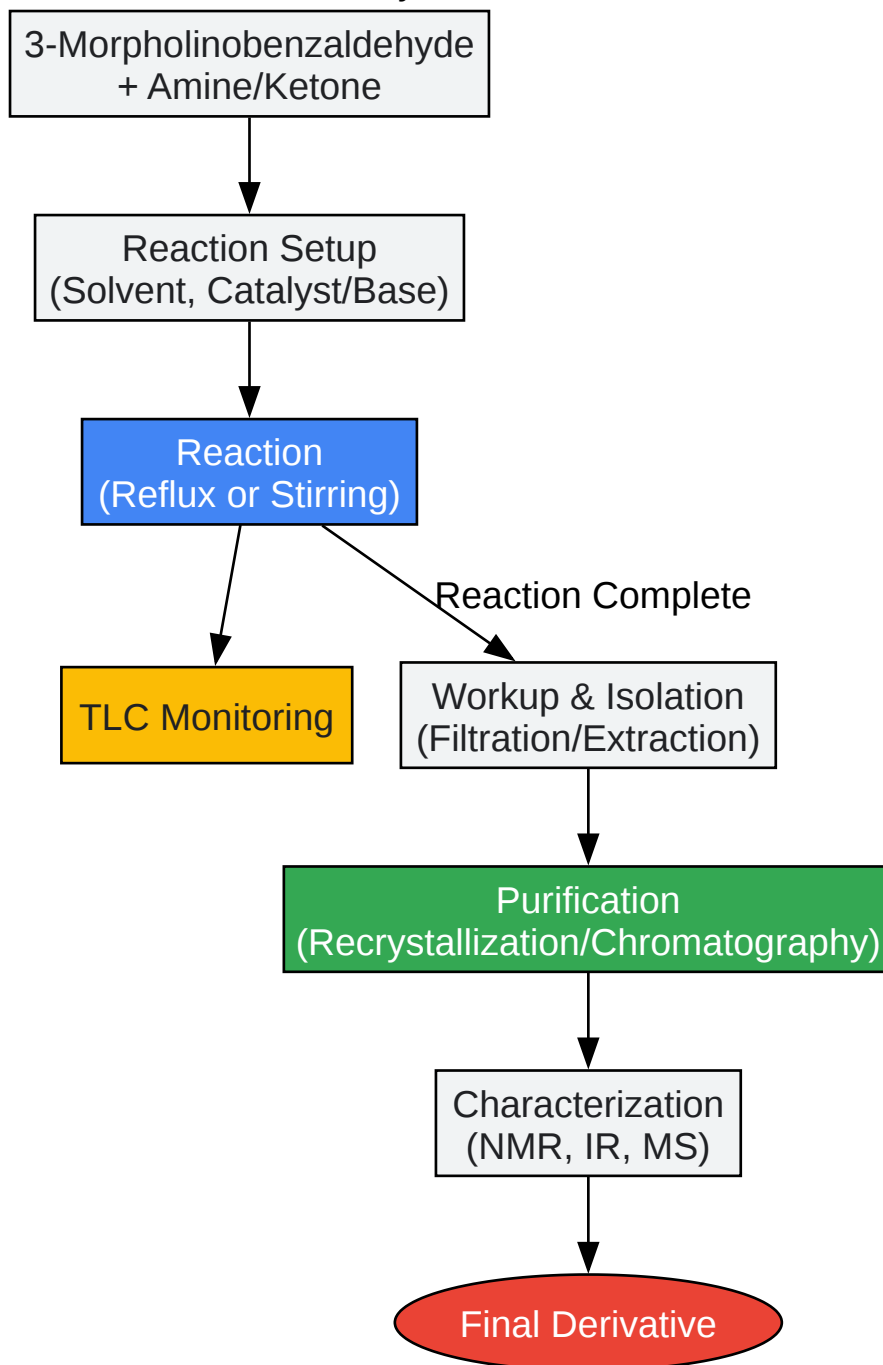 3-Morpholinobenzaldehyde
+ Amine/Ketone
Reaction Setup
(Solvent, Catalyst/Base)
Reaction
(Reflux or Stirring)
Reaction Complete
TLC Monitoring
Workup & Isolation
(Filtration/Extraction)
Purification
(Recrystallization/Chromatography)
Characterization
(NMR, IR, MS)
Final Derivative